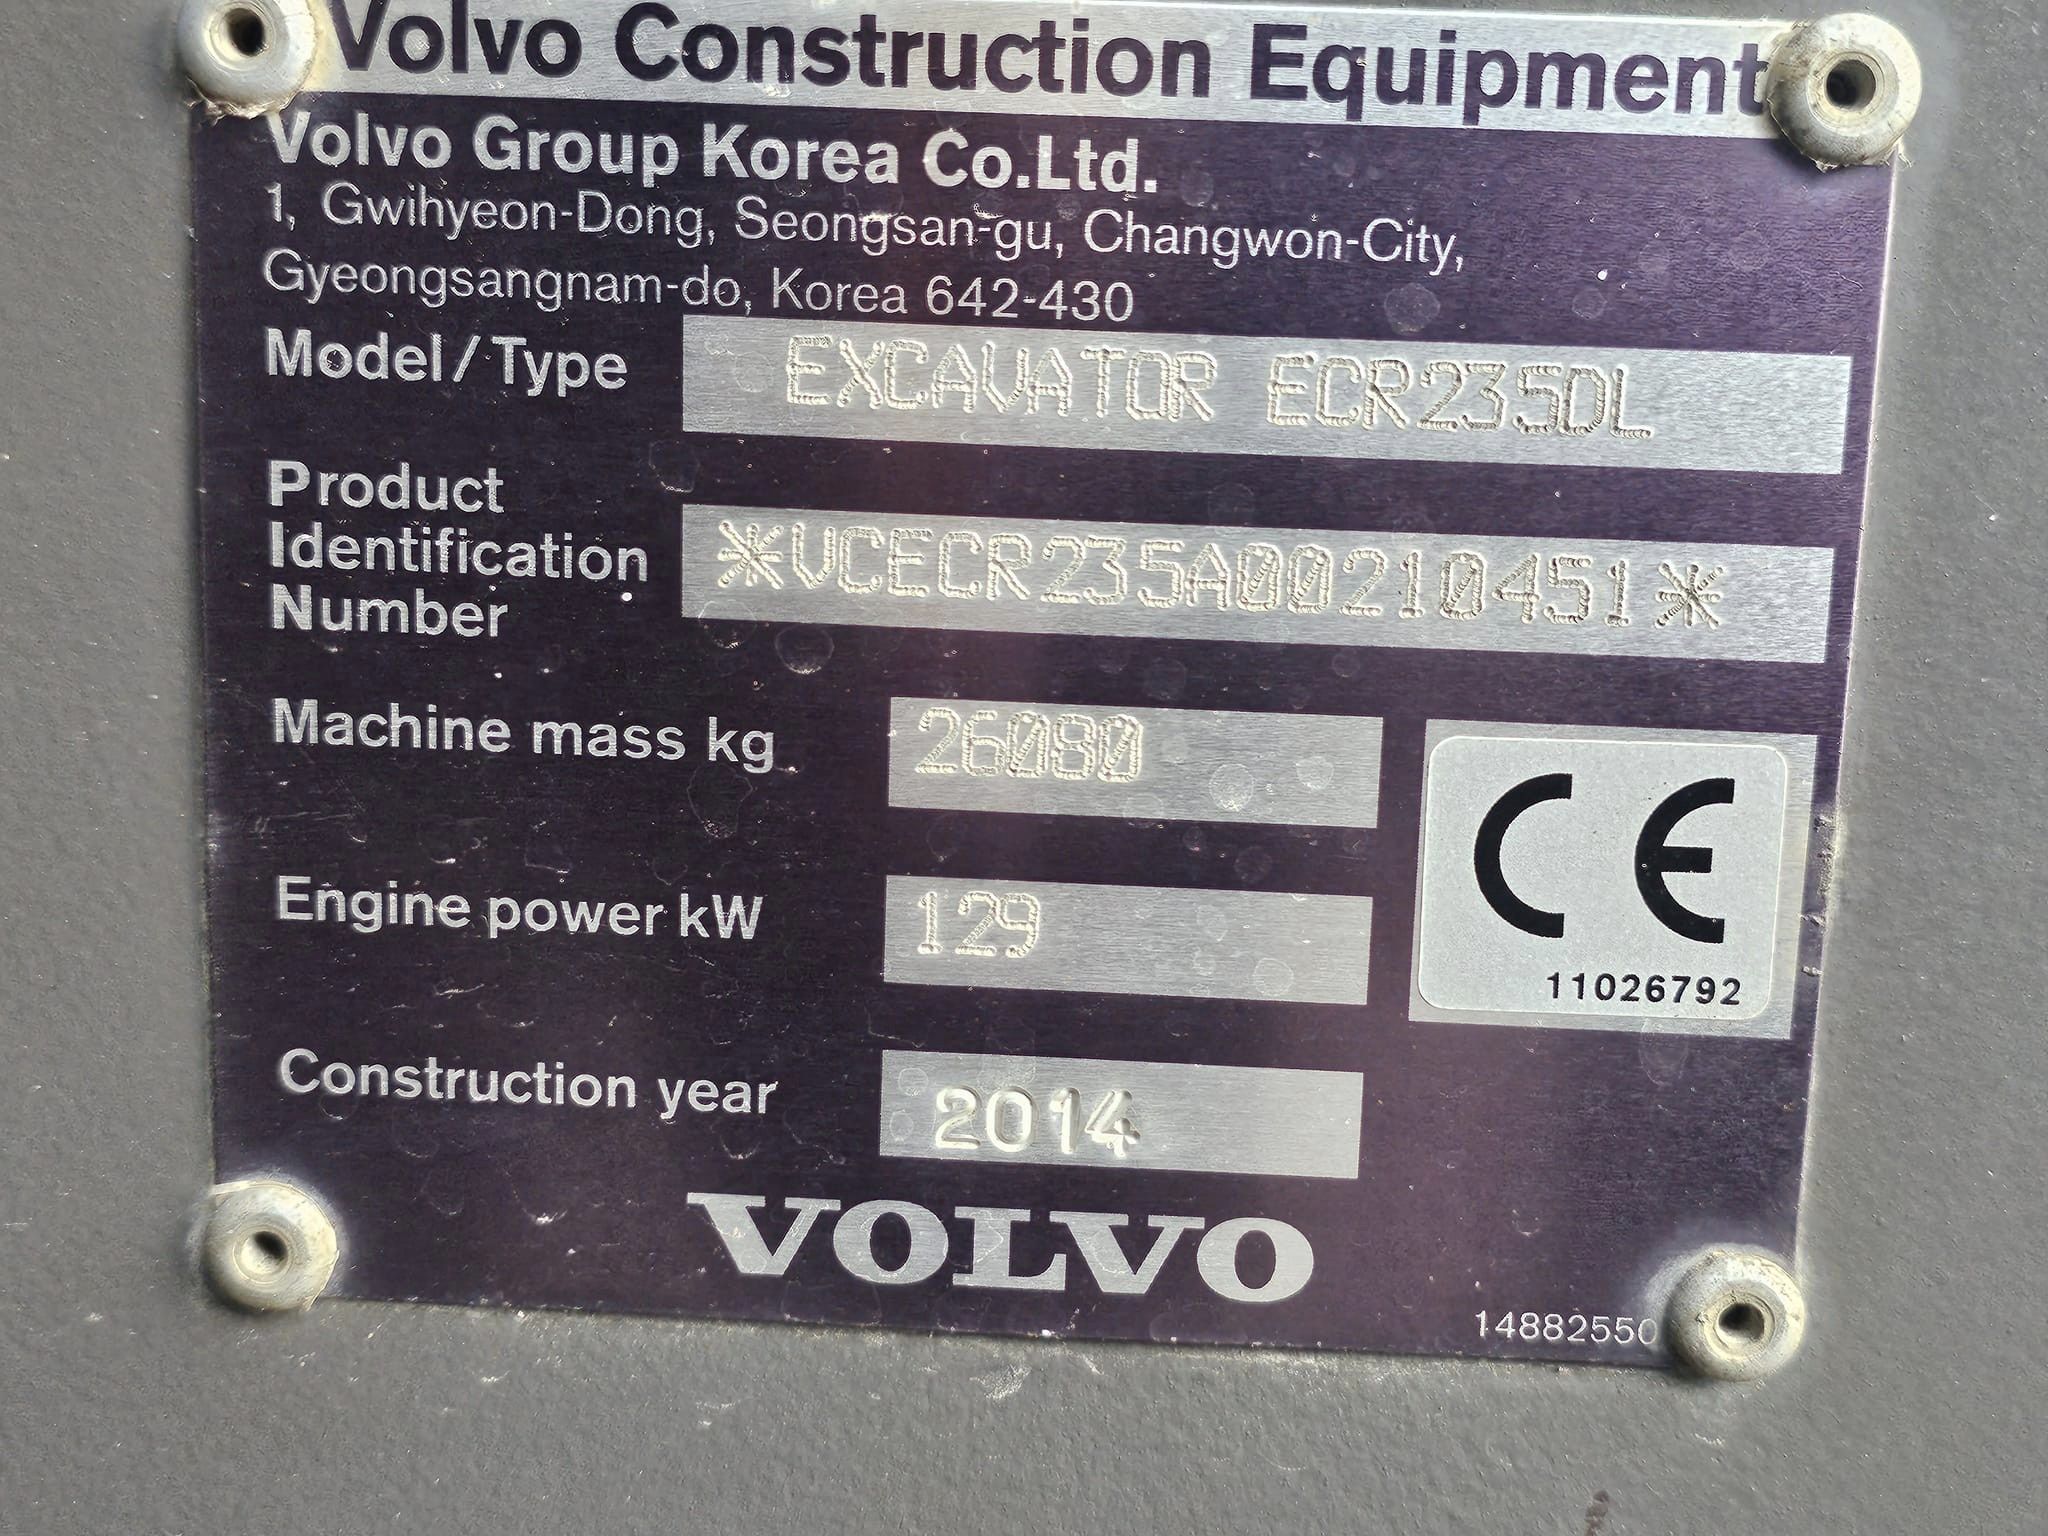 Volvo Construction Equipment
Volvo Group Korea Co.Ltd.
1, Gwihyeon-Dong, Seongsan-gu, Changwon-City,
Gyeongsangnam-do, Korea 642-430
Model/Type EXCAVATOR ECR235DL
Product
Identification
Number
*VCECR235A00210451*
Machine mass kg 26080
Engine power kW 129
CE
11026792
Construction year 2014
VOLVO
14882550